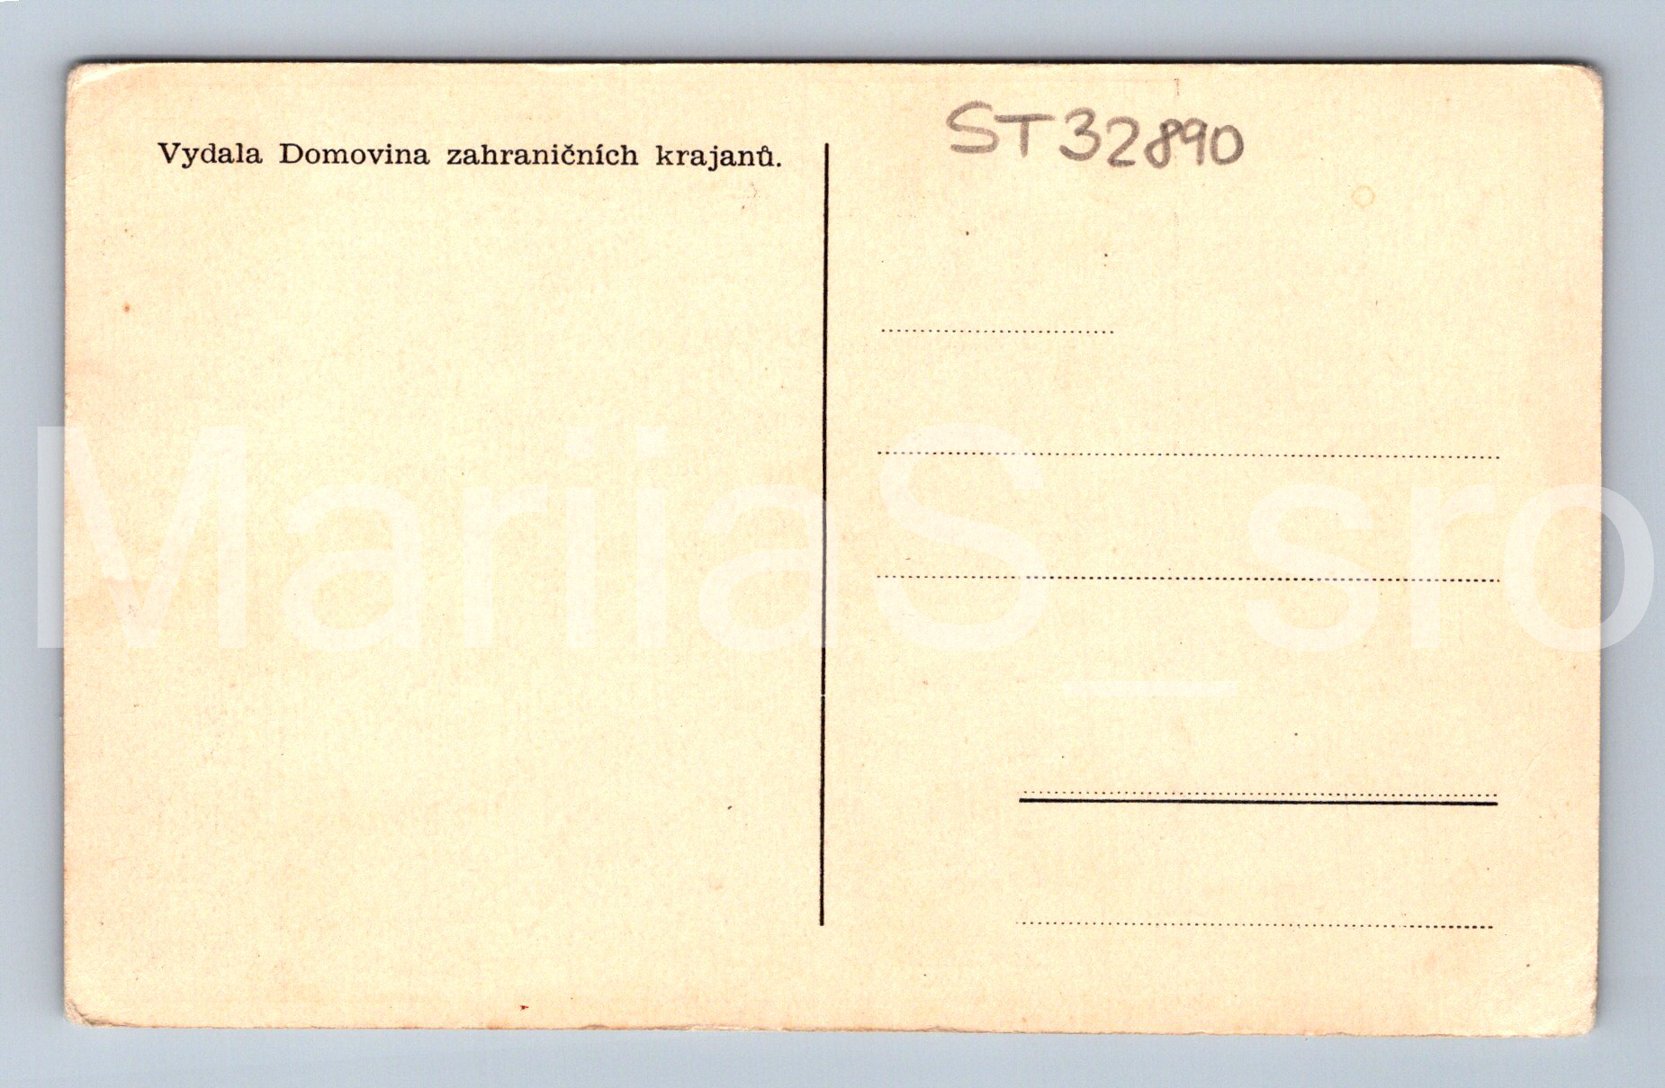 Vydala Domovina zahraničních krajanů.
ST32890
MariiaS_sro